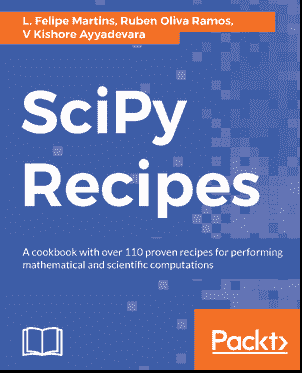 L. Felipe Martins, Ruben Oliva Ramos,
V Kishore Ayyadevara
SciPy
Recipes
A cookbook with over 110 proven recipes for performing
mathematical and scientific computations
Packt>